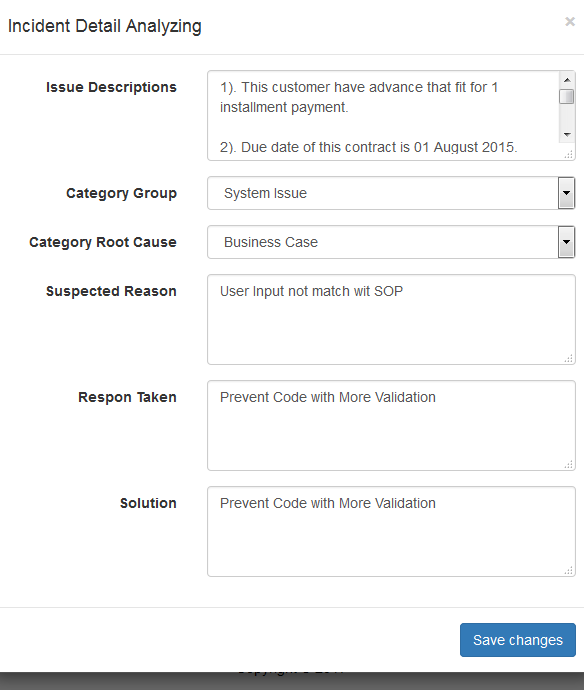 Incident Detail Analyzing
×
Issue Descriptions
1). This customer have advance that fit for 1
installment payment.
2). Due date of this contract is 01 August 2015.
Category Group
System Issue
Category Root Cause
Business Case
Suspected Reason
User Input not match wit SOP
Respon Taken
Prevent Code with More Validation
Solution
Prevent Code with More Validation
Save changes